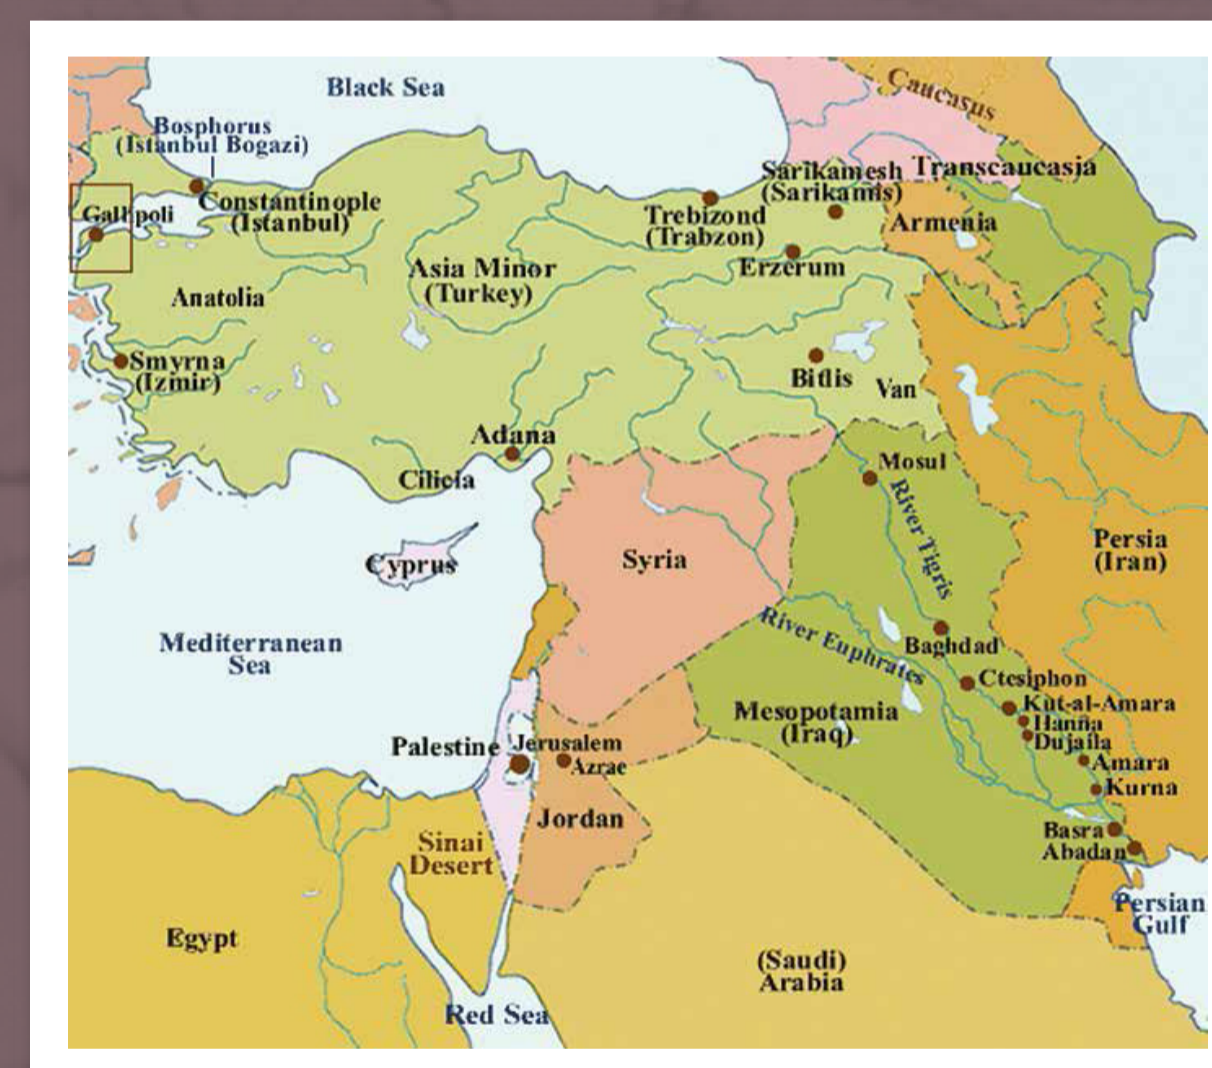 Black Sea
Caucasus
Bosphorus
(Istanbul Bogazi)
Sarikamesh
(Sarikamis)
Transcaucasia
Constantinople
(Istanbul)
Gallipoli
Trebizond
(Trabzon)
Armenia
Erzerum
Asia Minor
(Turkey)
Anatolia
Smyrna
(Izmir)
Bitlis
Van
Adana
Cilicia
Mosul
River Tigris
Persia
(Iran)
Syria
Cyprus
Mediterranean
Sea
River Euphrates
Baghdad
Ctesiphon
Kut-al-Amara
Hanna
Dujaila
Mesopotamia
(Iraq)
Palestine
Jerusalem
Azrae
Amara
Kurna
Jordan
Basra
Abadan
Sinai
Desert
Persian
Gulf
Egypt
(Saudi)
Arabia
Red Sea